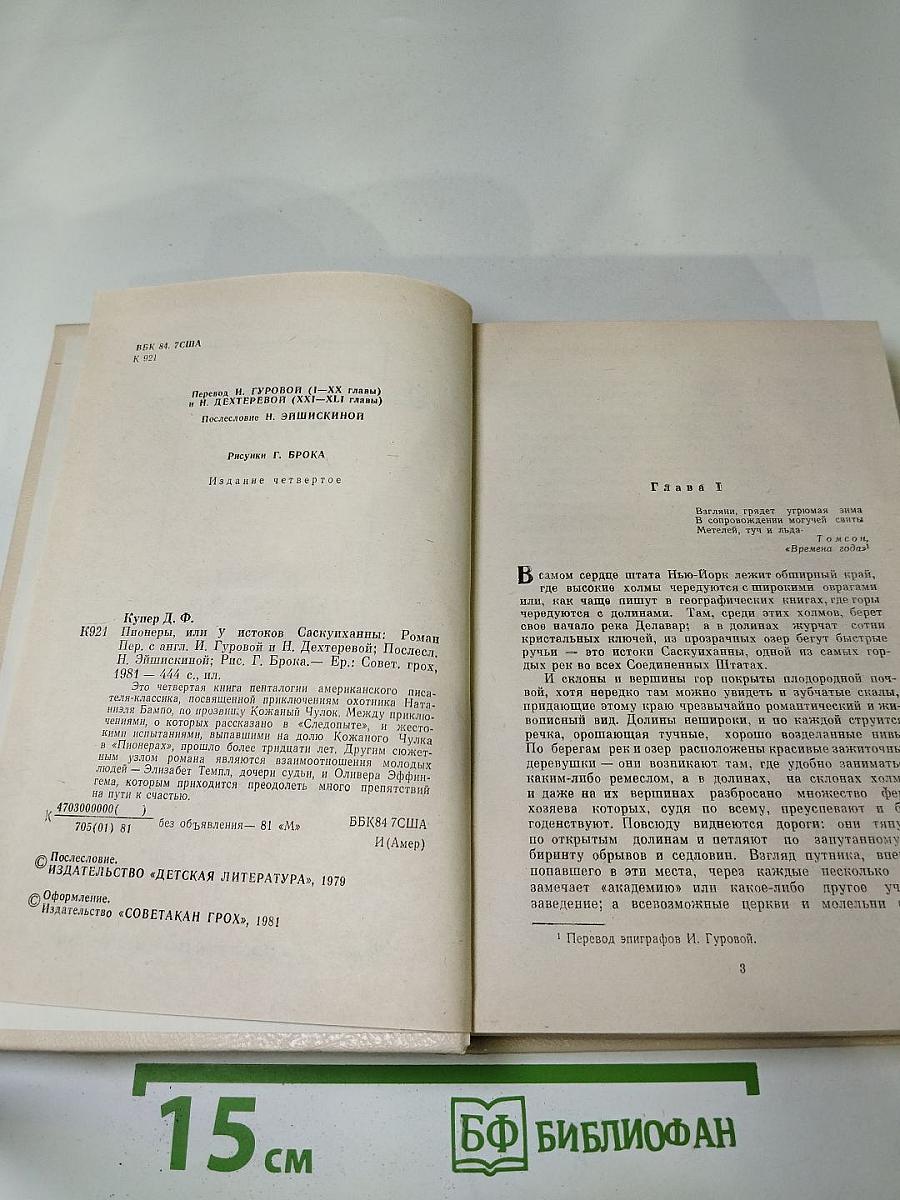 ББК 84. 7США
К 921
Перевод И. ГУРОВОЙ (I—XX главы)
и Н. ДЕХТЕРЕВОЙ (XXI—XLI главы)
Послесловие Н. ЭЙШИСКИНОЙ
Рисунки Г. БРОКА
Издание четвертое
Купер Д. Ф.
К921 Пионеры, или у истоков Саскуиханны: Роман
Пер. с англ. И. Гуровой и Н. Дехтеревой; Послесл.
Н. Эйшискиной; Рис. Г. Брока.— Ер.: Совет. грох,
1981 — 444 с., ил.
Это четвертая книга пенталогии американского писа-
теля-классика, посвященной приключениям охотника Ната-
ниэля Бампо, по прозвищу Кожаный Чулок. Между приклю-
чениями, о которых рассказано в «Следопыте», и жесто-
кими испытаниями, выпавшими на долю Кожаного Чулка
в «Пионерах», прошло более тридцати лет. Другим сюжет-
ным узлом романа являются взаимоотношения молодых
людей — Элизабет Темпл, дочери судьи, и Оливера Эффин-
гема, которым приходится преодолеть много препятствий
на пути к счастью.
К 4703000000( )
705(01) 81 без объявления— 81 «М» ББК84 7США
И(Амер)
© Послесловие.
ИЗДАТЕЛЬСТВО «ДЕТСКАЯ ЛИТЕРАТУРА», 1979
© Оформление.
Издательство «СОВЕТАКАН ГРОХ», 1981
Глава I
Взгляни, грядет угрюмая зима
В сопровождении могучей свиты
Метелей, туч и льда.
Томсон,
«Времена года»¹
В самом сердце штата Нью-Йорк лежит обширный край,
где высокие холмы чередуются с широкими оврагами
или, как чаще пишут в географических книгах, где горы
чередуются с долинами. Там, среди этих холмов, берет
свое начало река Делавар; а в долинах журчат сотни
кристальных ключей, из прозрачных озер бегут быстрые
ручьи — это истоки Саскуиханны, одной из самых гор-
дых рек во всех Соединенных Штатах.
И склоны и вершины гор покрыты плодородной поч-
вой, хотя нередко там можно увидеть и зубчатые скалы,
придающие этому краю чрезвычайно романтический и жи-
вописный вид. Долины нешироки, и по каждой струится
речка, орошающая тучные, хорошо возделанные нивы
По берегам рек и озер расположены красивые зажиточны
деревушки — они возникают там, где удобно занимать
каким-либо ремеслом, а в долинах, на склонах холм
и даже на их вершинах разбросано множество фе
хозяева которых, судя по всему, преуспевают и б
годенствуют. Повсюду виднеются дороги: они тяну
по открытым долинам и петляют по запутанному
биринту обрывов и седловин. Взгляд путника, впе
попавшего в эти места, через каждые несколько
замечает «академию» или какое-либо другое уч
заведение; а всевозможные церкви и молельни
¹ Перевод эпиграфов И. Гуровой.
3
15 см
БФ БИБЛИОФАН